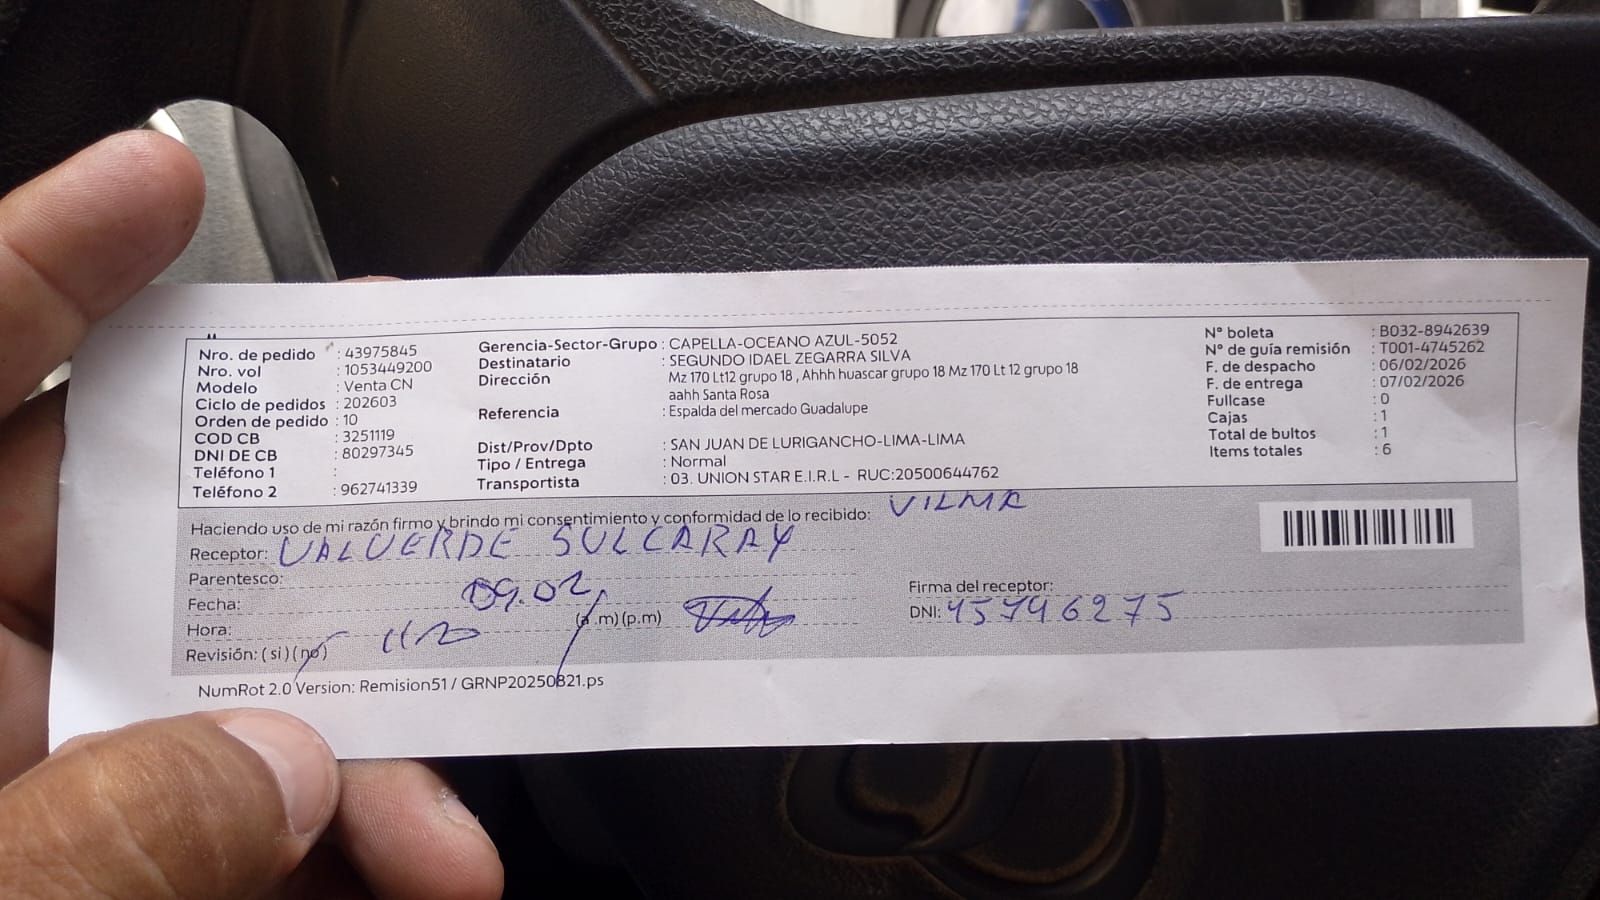 Nro. de pedido : 43975845
Nro. vol : 1053449200
Modelo : Venta CN
Ciclo de pedidos : 202603
Orden de pedido : 10
COD CB : 3251119
DNI DE CB : 80297345
Teléfono 1 :
Teléfono 2 : 962741339
Gerencia-Sector-Grupo : CAPELLA-OCEANO AZUL-5052
Destinatario : SEGUNDO IDAEL ZEGARRA SILVA
Dirección Mz 170 Lt12 grupo 18 , Ahhh huascar grupo 18 Mz 170 Lt 12 grupo 18
aahh Santa Rosa
Referencia : Espalda del mercado Guadalupe
Dist/Prov/Dpto : SAN JUAN DE LURIGANCHO-LIMA-LIMA
Tipo / Entrega : Normal
Transportista : 03. UNION STAR E.I.R.L - RUC:20500644762
N° boleta : B032-8942639
N° de guía remisión : T001-4745262
F. de despacho : 06/02/2026
F. de entrega : 07/02/2026
Fullcase : 0
Cajas : 1
Total de bultos : 1
Items totales : 6
Haciendo uso de mi razón firmo y brindo mi consentimiento y conformidad de lo recibido: VILMA
Receptor: VALVERDE SULCARAY
Parentesco:
Fecha: 09.02
Hora: (a.m)(p.m)
Revisión: (si)(no)
Firma del receptor:
DNI: 45746275
NumRot 2.0 Version: Remision51 / GRNP20250821.ps